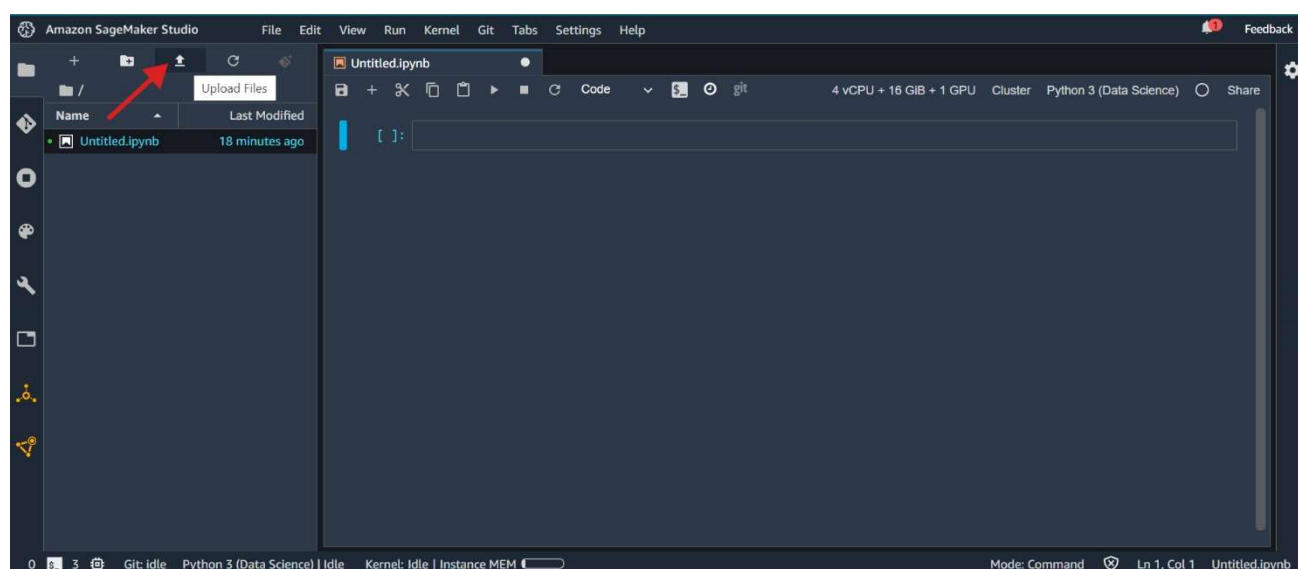 Amazon SageMaker Studio File Edit View Run Kernel Git Tabs Settings Help 1 Feedback
Untitled.ipynb
/ Upload Files Code $_ git 4 vCPU + 16 GiB + 1 GPU Cluster Python 3 (Data Science) Share
Name Last Modified
Untitled.ipynb 18 minutes ago [ ]:
0 $_ 3 Git: idle Python 3 (Data Science) | Idle Kernel: Idle | Instance MEM Mode: Command Ln 1, Col 1 Untitled.ipynb